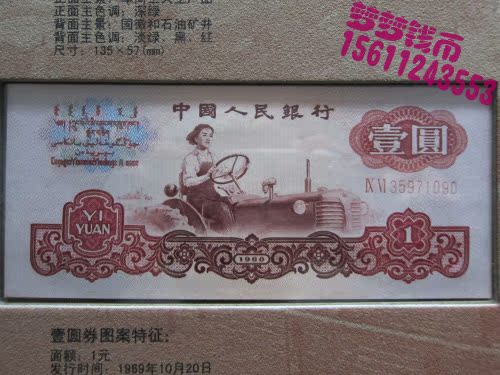 正面主色调：深绿
背面主景：国徽和石油矿井
背面主色调：淡绿、黑、红
尺寸：135×57(mm)
梦梦钱币
15611243553
中国人民銀行
壹圓
IX VI 35971090
YI
YUAN
1960
1
壹圆券图案特征：
面额：1元
发行时间：1969年10月20日